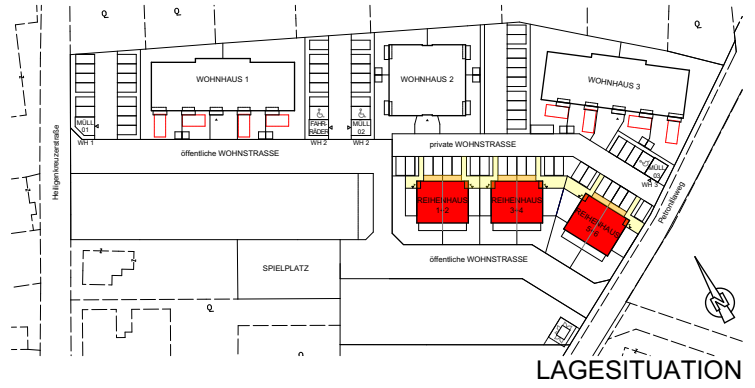 WOHNHAUS 1
WOHNHAUS 2
WOHNHAUS 3
MÜLL
01
WH 1
FAHR-
RÄDER
WH 2
MÜLL
02
WH 2
MÜLL
03
WH 3
öffentliche WOHNSTRASSE
private WOHNSTRASSE
Heiligenkreuzerstraße
Petronillaweg
REIHENHAUS
1+2
REIHENHAUS
3+4
REIHENHAUS
5+6
öffentliche WOHNSTRASSE
SPIELPLATZ
N
LAGESITUATION